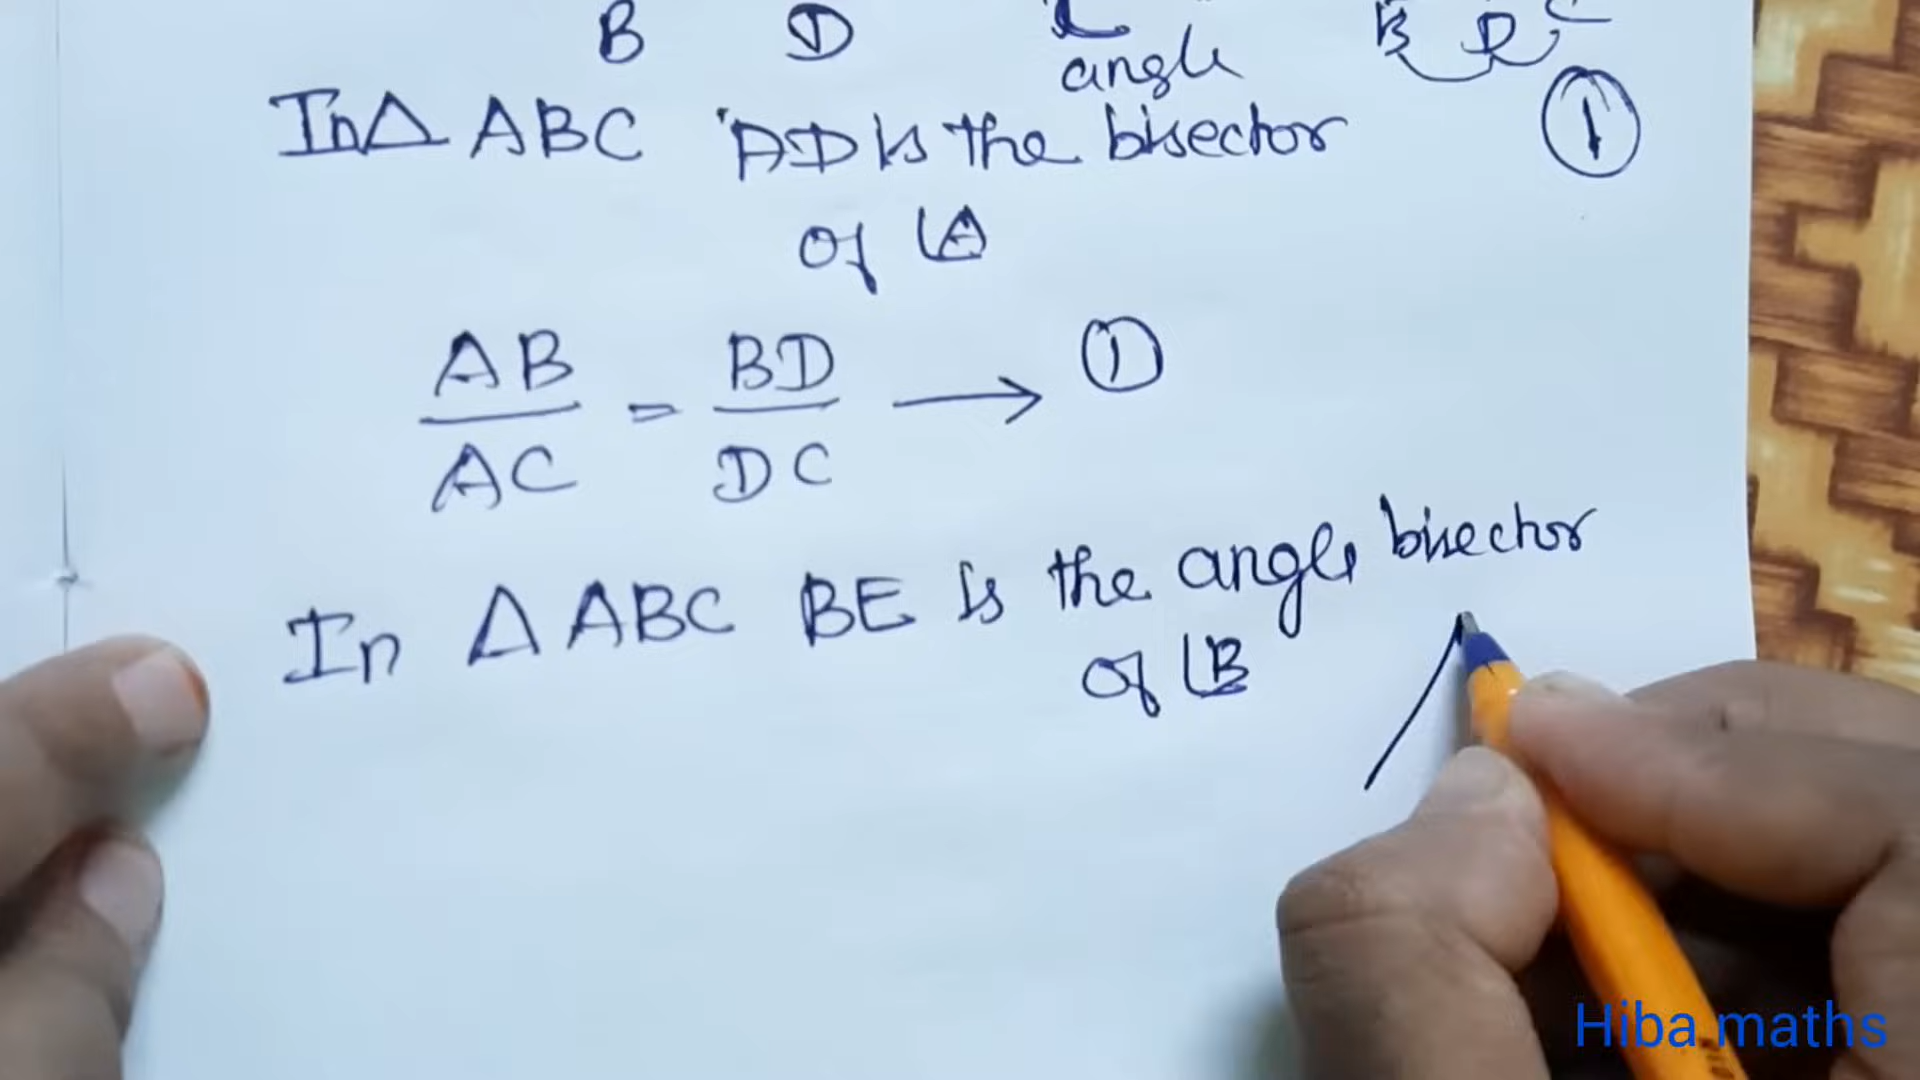 B D C B D C
angle
In Δ ABC AD is the bisector ①
of ∠A
AB/AC = BD/DC → ①
In Δ ABC BE is the angle bisector
of ∠B
Hiba maths